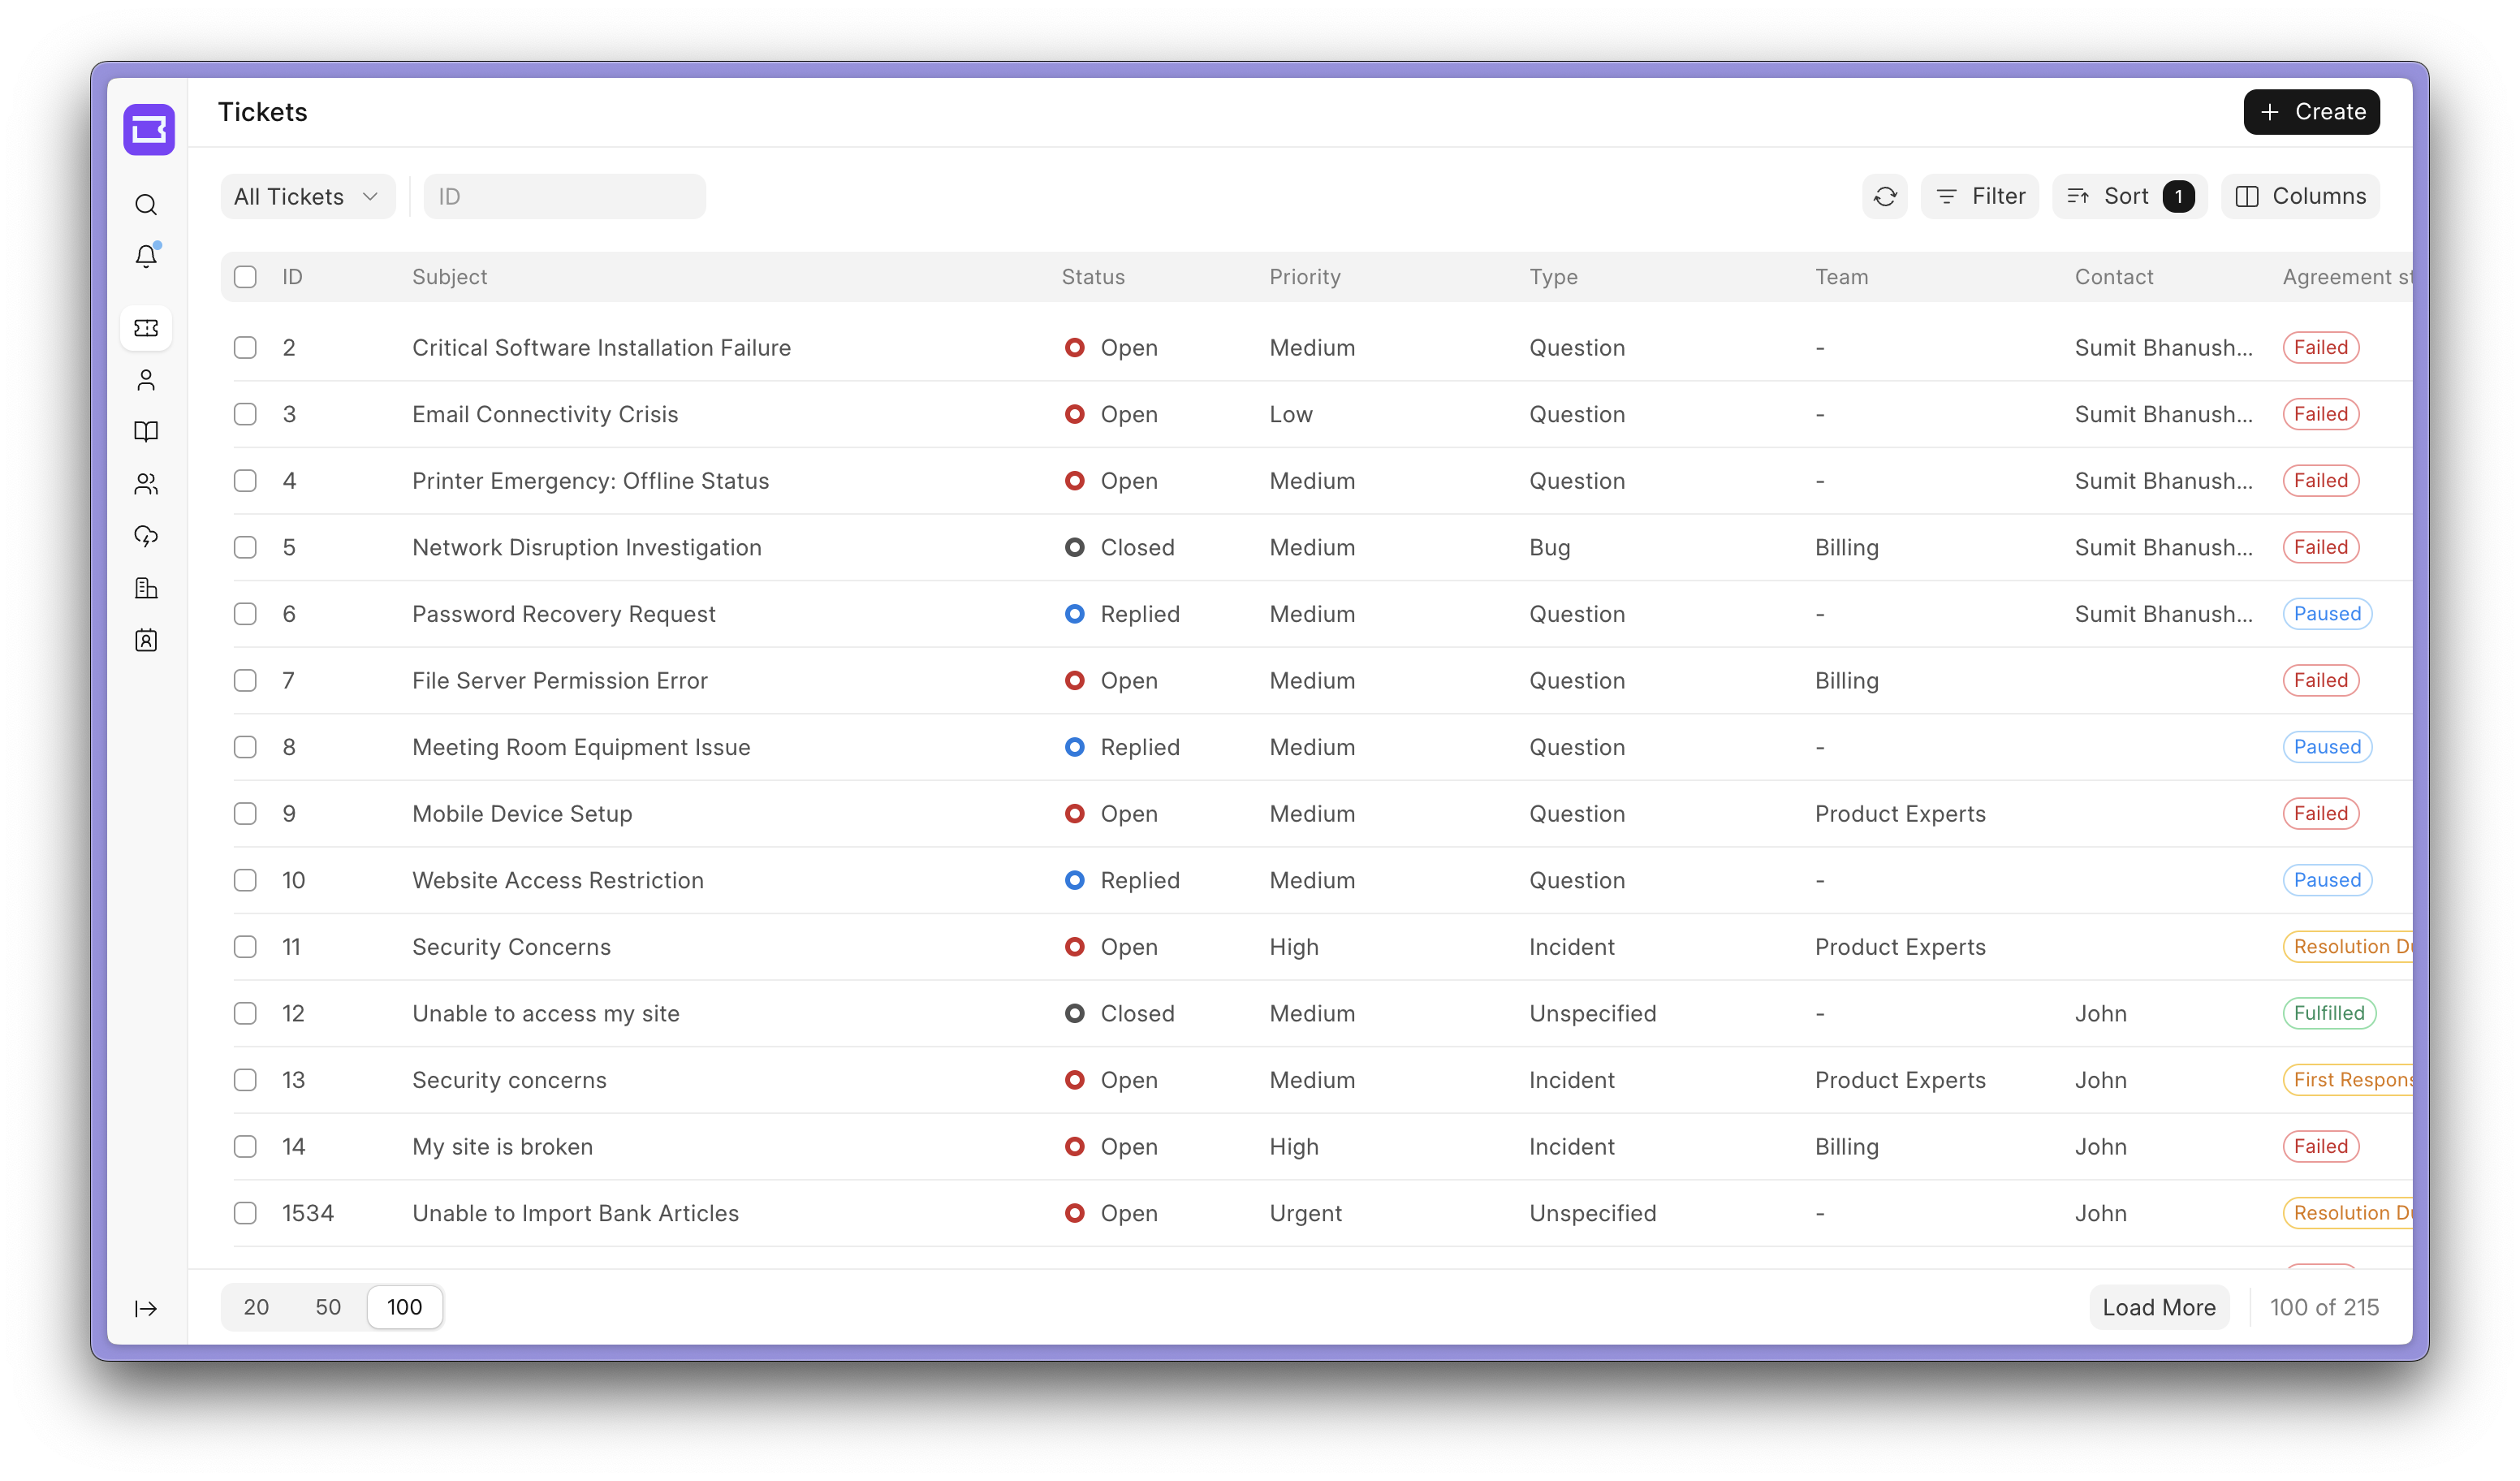 Tickets
+ Create
All Tickets
ID
Filter
Sort 1
Columns
ID Subject Status Priority Type Team Contact Agreement st
2 Critical Software Installation Failure Open Medium Question - Sumit Bhanush... Failed
3 Email Connectivity Crisis Open Low Question - Sumit Bhanush... Failed
4 Printer Emergency: Offline Status Open Medium Question - Sumit Bhanush... Failed
5 Network Disruption Investigation Closed Medium Bug Billing Sumit Bhanush... Failed
6 Password Recovery Request Replied Medium Question - Sumit Bhanush... Paused
7 File Server Permission Error Open Medium Question Billing Failed
8 Meeting Room Equipment Issue Replied Medium Question - Paused
9 Mobile Device Setup Open Medium Question Product Experts Failed
10 Website Access Restriction Replied Medium Question - Paused
11 Security Concerns Open High Incident Product Experts Resolution Du
12 Unable to access my site Closed Medium Unspecified - John Fulfilled
13 Security concerns Open Medium Incident Product Experts John First Respons
14 My site is broken Open High Incident Billing John Failed
1534 Unable to Import Bank Articles Open Urgent Unspecified - John Resolution Du
20 50 100
Load More
100 of 215